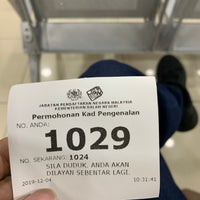 JABATAN PENDAFTARAN NEGARA MALAYSIA
KEMENTERIAN DALAM NEGERI
Permohonan Kad Pengenalan
NO. ANDA:
1029
NO. SEKARANG: 1024
SILA DUDUK. ANDA AKAN
DILAYAN SEBENTAR LAGI.
2019-12-04 10:31:41